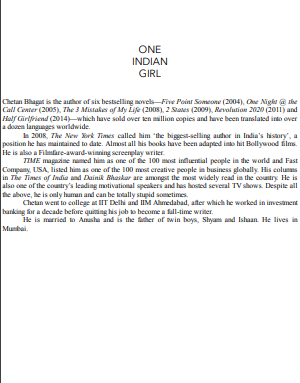 ONE
INDIAN
GIRL
Chetan Bhagat is the author of six bestselling novels—Five Point Someone (2004), One Night @ the
Call Center (2005), The 3 Mistakes of My Life (2008), 2 States (2009), Revolution 2020 (2011) and
Half Girlfriend (2014)—which have sold over ten million copies and have been translated into over
a dozen languages worldwide.
In 2008, The New York Times called him ‘the biggest-selling author in India’s history’, a
position he has maintained to date. Almost all his books have been adapted into hit Bollywood films.
He is also a Filmfare-award-winning screenplay writer.
TIME magazine named him as one of the 100 most influential people in the world and Fast
Company, USA, listed him as one of the 100 most creative people in business globally. His columns
in The Times of India and Dainik Bhaskar are amongst the most widely read in the country. He is
also one of the country’s leading motivational speakers and has hosted several TV shows. Despite all
the above, he is only human and can be totally stupid sometimes.
Chetan went to college at IIT Delhi and IIM Ahmedabad, after which he worked in investment
banking for a decade before quitting his job to become a full-time writer.
He is married to Anusha and is the father of twin boys, Shyam and Ishaan. He lives in
Mumbai.